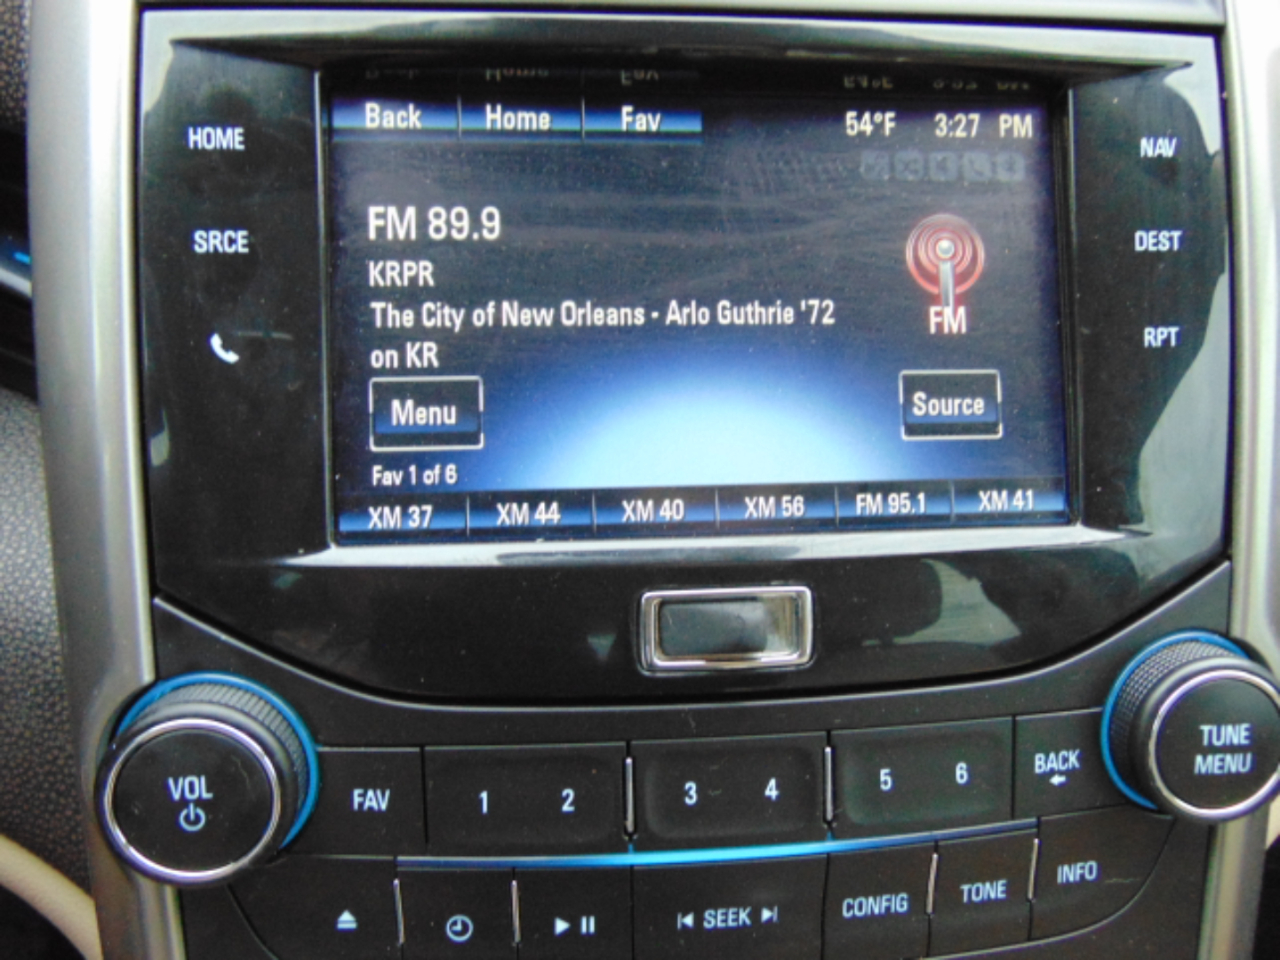 Back Home Fav 54°F 3:27 PM
HOME
NAV
SRCE
FM 89.9
DEST
KRPR
The City of New Orleans - Arlo Guthrie '72
FM
RPT
on KR
Menu
Source
Fav 1 of 6
XM 37 XM 44 XM 40 XM 56 FM 95.1 XM 41
VOL
FAV 1 2 3 4 5 6 BACK
TUNE
MENU
SEEK CONFIG TONE INFO